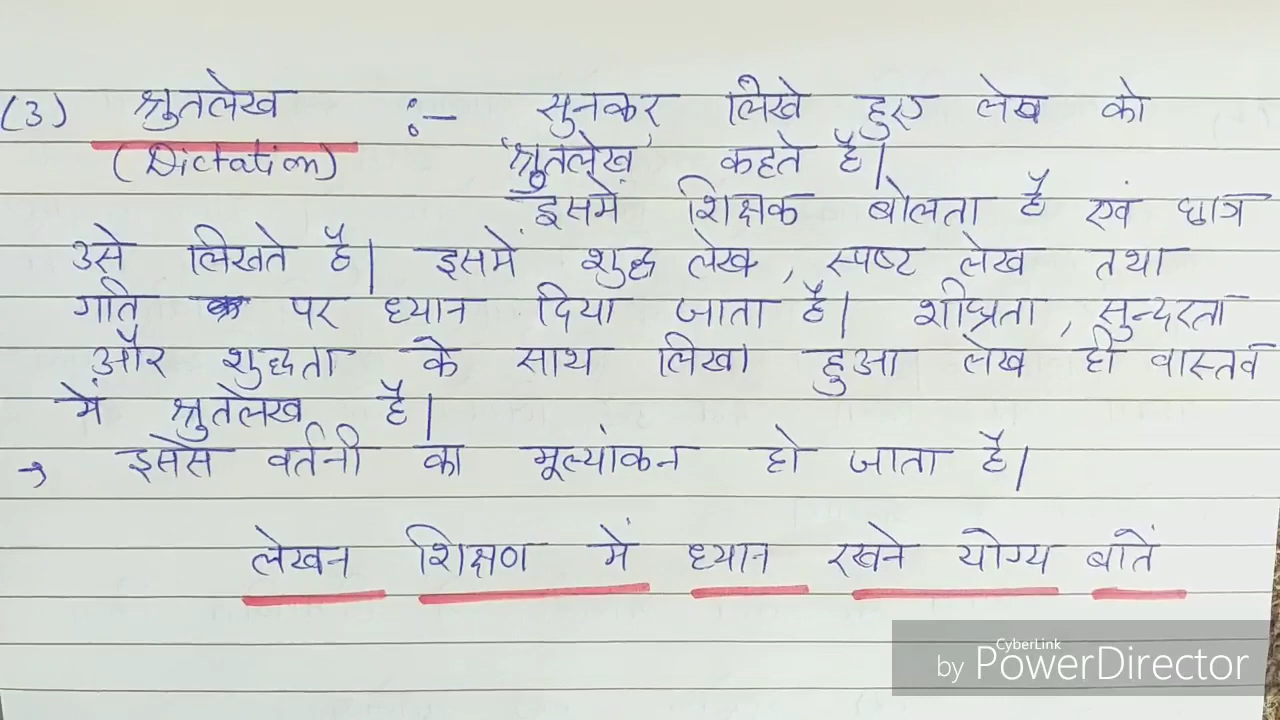 (3) श्रुतलेख :- सुनकर लिखे हुए लेख को
(Dictation) 'श्रुतलेख' कहते है।
इसमें शिक्षक बोलता है एवं छात्र
उसे लिखते है। इसमें शुद्ध लेख, स्पष्ट लेख तथा
गति पर ध्यान दिया जाता है। शीघ्रता, सुन्दरता
और शुद्धता के साथ लिखा हुआ लेख ही वास्तव
में श्रुतलेख है।
→ इससे वर्तनी का मूल्यांकन हो जाता है।
लेखन शिक्षण में ध्यान रखने योग्य बातें
CyberLink
by PowerDirector